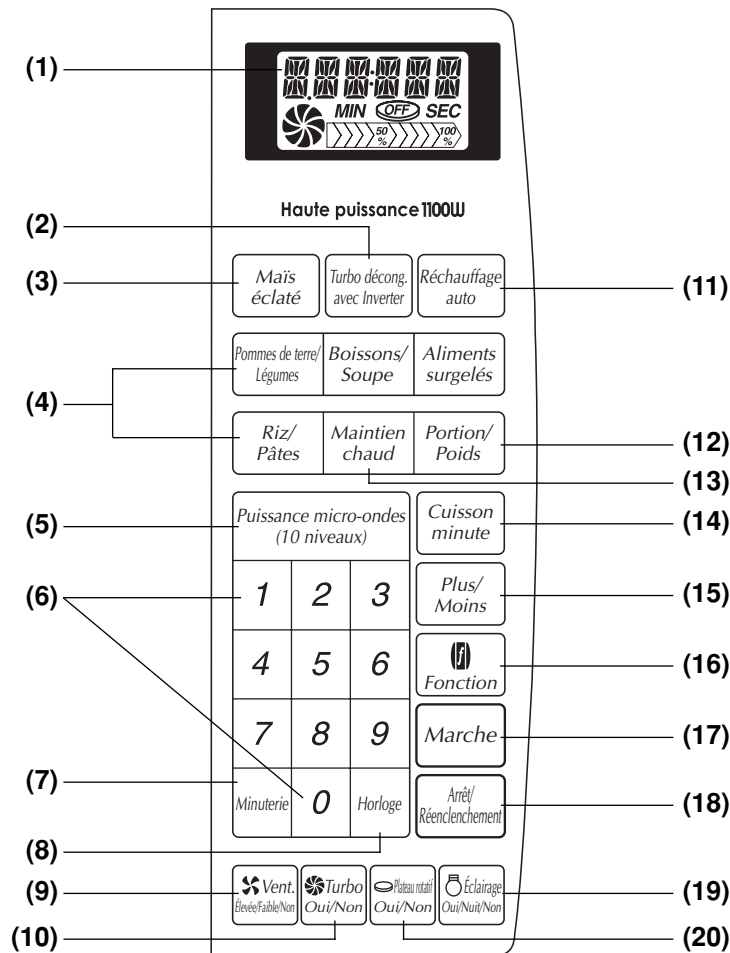 (1)
MIN OFF SEC
50 % 100 %
Haute puissance 1100W
(2)
(3)
Maïs éclaté
Turbo décong. avec Inverter
Réchauffage auto
(11)
Pommes de terre/ Légumes
Boissons/ Soupe
Aliments surgelés
(4)
Riz/ Pâtes
Maintien chaud
Portion/ Poids
(12)
(13)
(5)
Puissance micro-ondes (10 niveaux)
Cuisson minute
(14)
(6)
1 2 3
Plus/ Moins
(15)
4 5 6
Fonction
(16)
7 8 9
Marche
(17)
(7)
Minuterie 0 Horloge
Arrêt/ Réenclenchement
(18)
(8)
(9)
Vent. Élevée/Faible/Non
Turbo Oui/Non
Plateau rotatif Oui/Non
Éclairage Oui/Nuit/Non
(19)
(10)
(20)